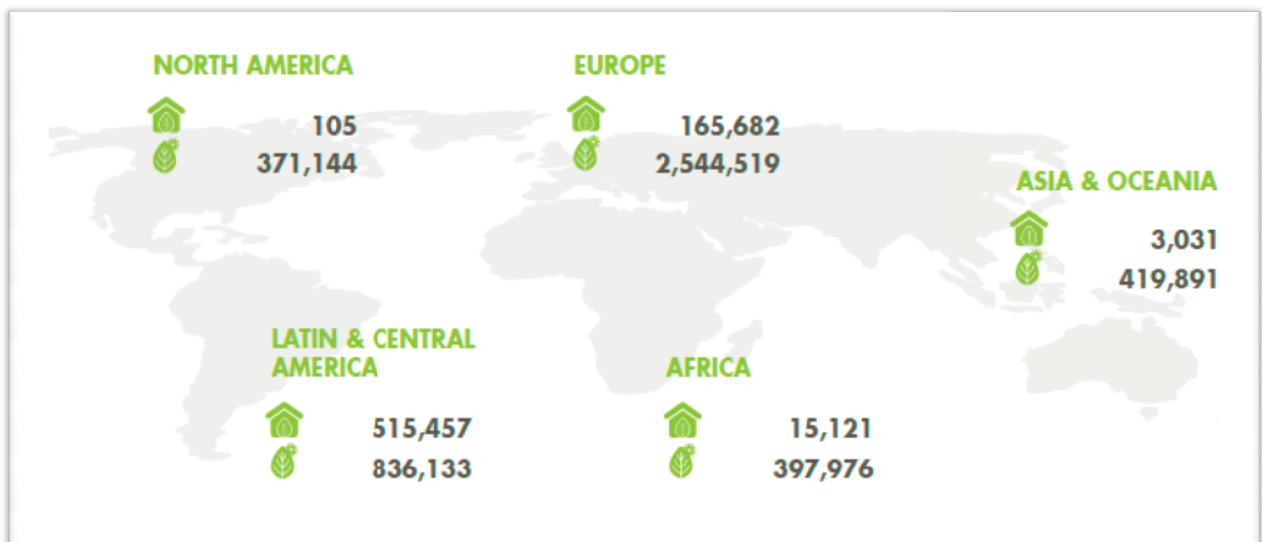 NORTH AMERICA
105
371,144
EUROPE
165,682
2,544,519
ASIA & OCEANIA
3,031
419,891
LATIN & CENTRAL
AMERICA
515,457
836,133
AFRICA
15,121
397,976